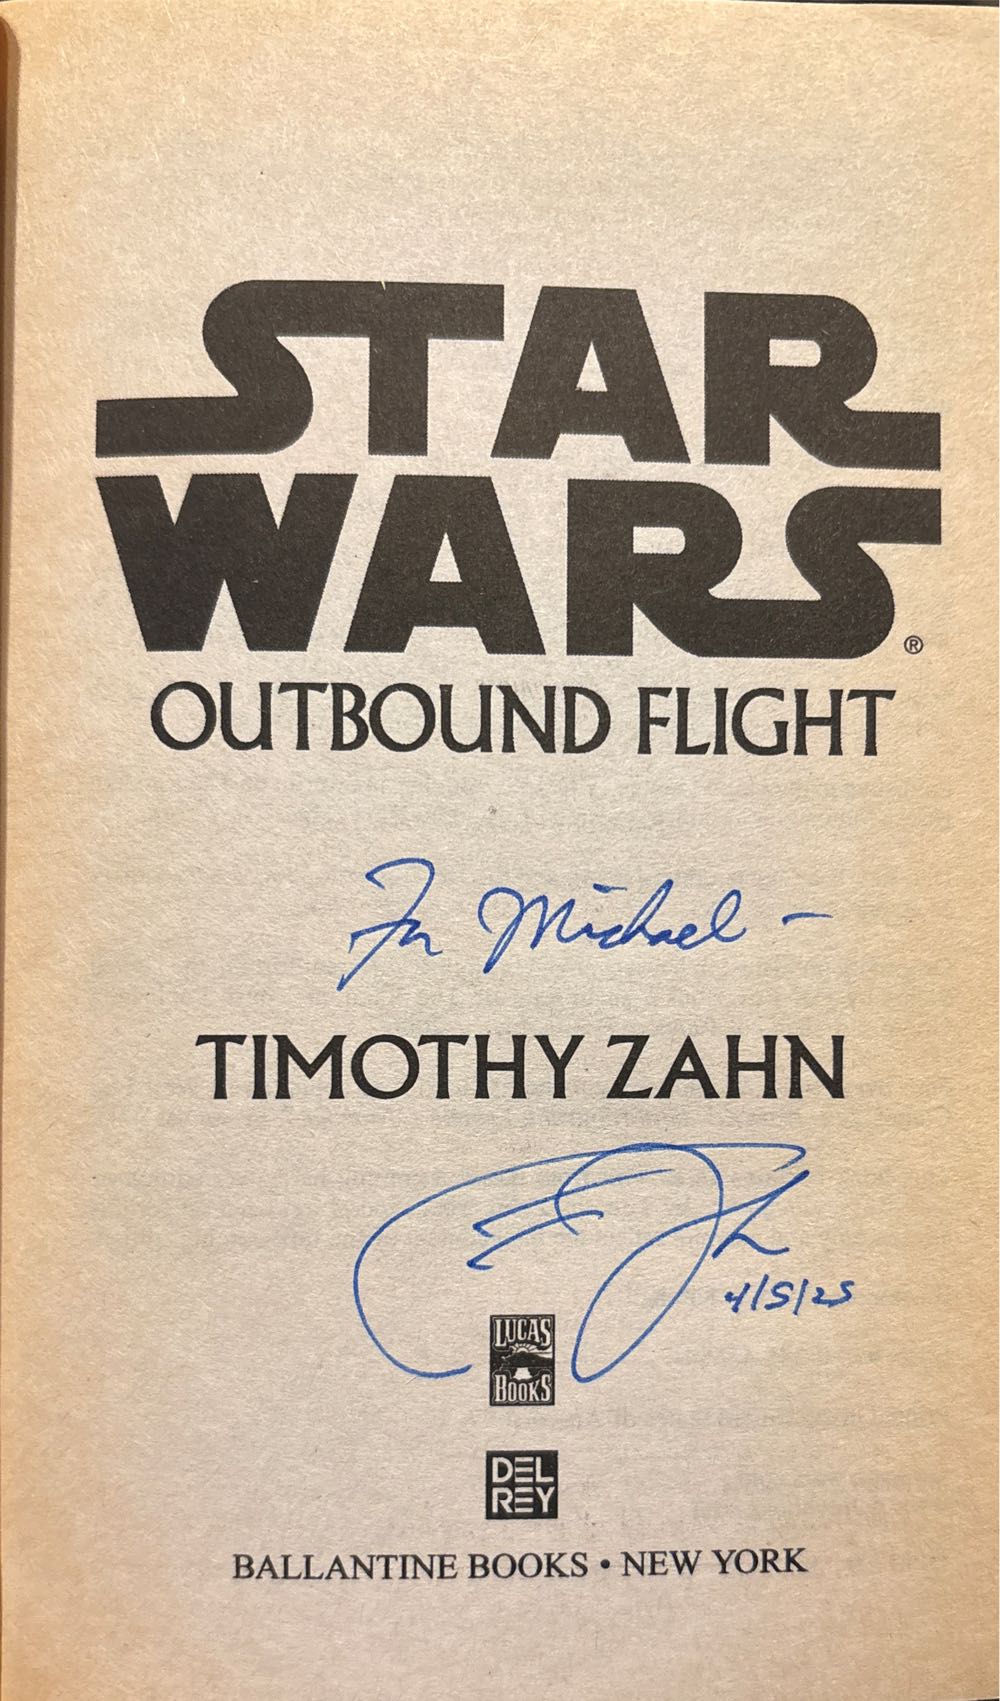 STAR
WARS®
OUTBOUND FLIGHT
For Michael –
TIMOTHY ZAHN
4/5/25
LUCAS
BOOKS
DEL
REY
BALLANTINE BOOKS • NEW YORK